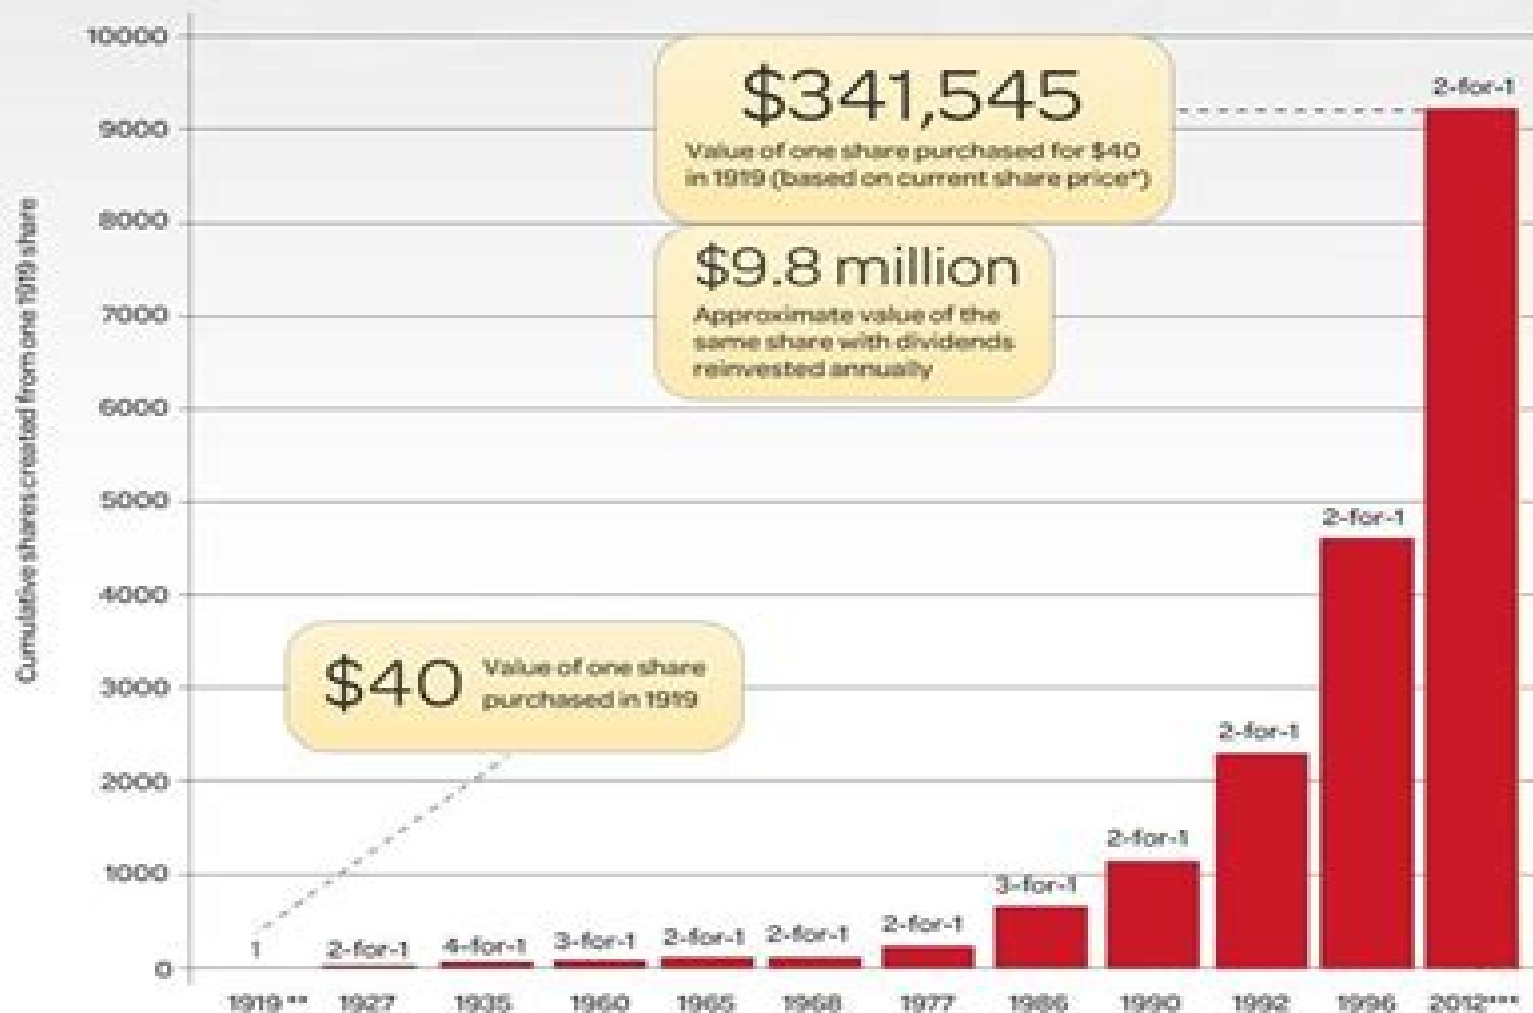 Cumulative shares created from one 1919 share
10000
9000
8000
7000
6000
5000
4000
3000
2000
1000
0
$341,545
Value of one share purchased for $40
in 1919 (based on current share price*)
$9.8 million
Approximate value of the
same share with dividends
reinvested annually
$40
Value of one share
purchased in 1919
1
2-for-1
4-for-1
3-for-1
2-for-1
2-for-1
2-for-1
3-for-1
2-for-1
2-for-1
2-for-1
2-for-1
1919**
1927
1935
1960
1965
1968
1977
1986
1990
1992
1996
2012***